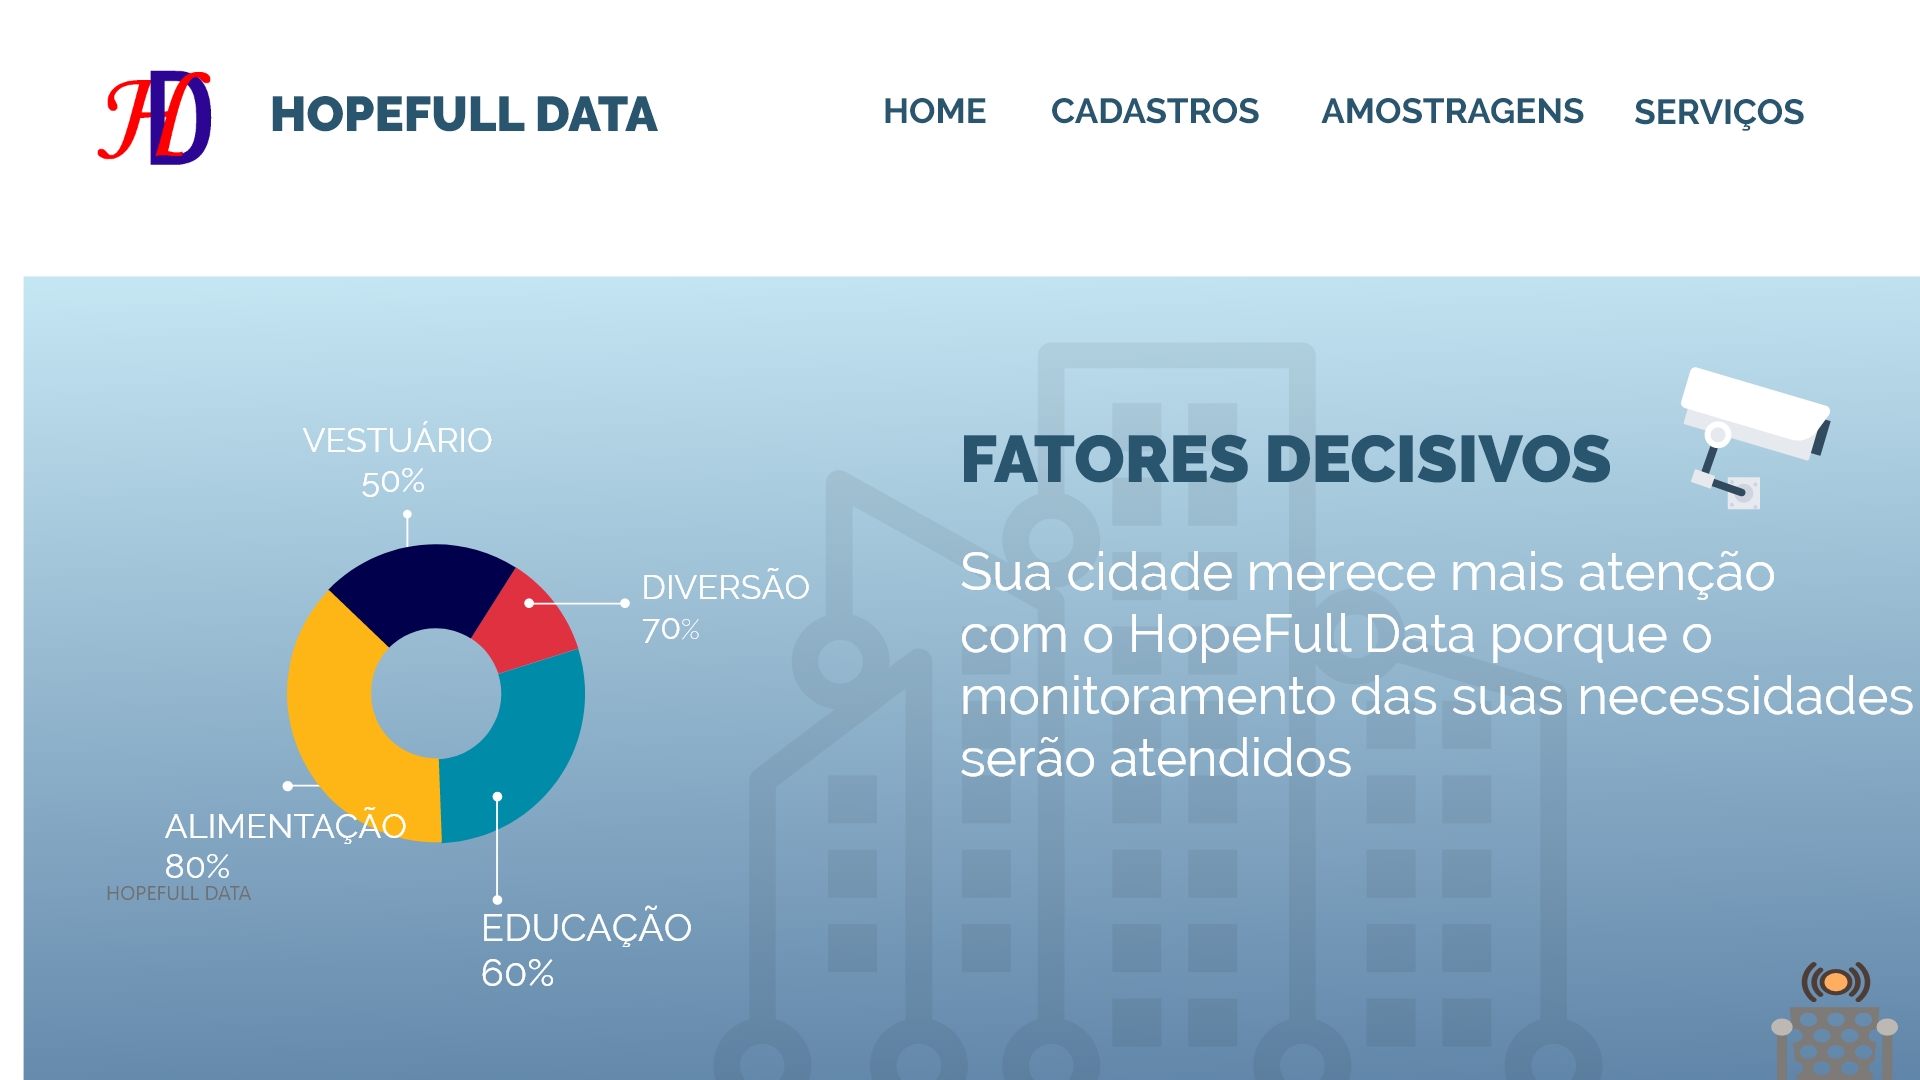 HD
HOPEFULL DATA
HOME
CADASTROS
AMOSTRAGENS
SERVIÇOS
VESTUÁRIO
50%
DIVERSÃO
70%
ALIMENTAÇÃO
80%
HOPEFULL DATA
EDUCAÇÃO
60%
FATORES DECISIVOS
Sua cidade merece mais atenção
com o HopeFull Data porque o
monitoramento das suas necessidades
serão atendidos